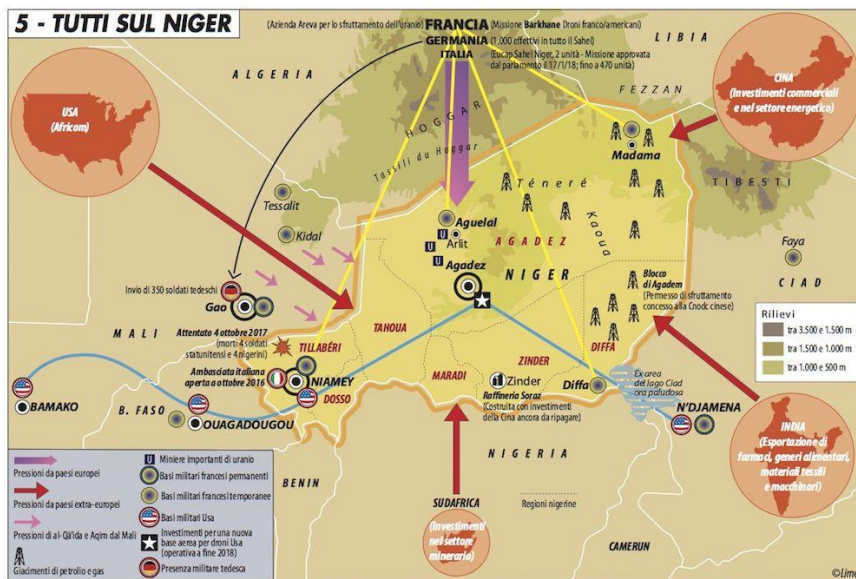 5 - TUTTI SUL NIGER
(Azienda Areva per lo sfruttamento dell'uranio) FRANCIA (Missione Barkhane Droni franco/americani)
GERMANIA (1.000 effettivi in tutto il Sahel)
ITALIA (Eucap Sahel Niger, 2 unità - Missione approvata
dal parlamento il 17/1/18; fino a 470 unità)
LIBIA
ALGERIA
FEZZAN
USA
(Africom)
CINA
(Investimenti commerciali
e nel settore energetico)
HOGGAR
Tassili du Hoggar
Madama
TIBESTI
Ténéré
Kaoua
Tessalit
Kidal
Aguelal
U Arlit
U
U
AGADEZ
Agadez
NIGER
Faya
CIAD
Blocco
di Agadem
(Permesso di sfruttamento
concesso alla Cnodc cinese)
Invio di 350 soldati tedeschi
Gao
MALI
Attentato 4 ottobre 2017
(morti 4 soldati
statunitensi e 4 nigerini)
TILLABÉRI
TAHOUA
Ambasciata italiana
aperta a ottobre 2016
NIAMEY
DOSSO
MARADI
ZINDER
DIFFA
Zinder
Raffineria Soraz
(Costruita con investimenti
della Cina ancora da ripagare)
Diffa
Ex area
del lago Ciad
ora paludosa
N'DJAMENA
Rilievi
tra 3.500 e 1.500 m
tra 1.500 e 1.000 m
tra 1.000 e 500 m
BAMAKO
B. FASO
OUAGADOUGOU
BENIN
NIGERIA
SUDAFRICA
(Investimenti
nel settore
minerario)
Regioni nigerine
CAMERUN
INDIA
(Esportazione di
farmaci, generi alimentari,
materiali tessili
e macchinari)
Pressioni da paesi europei
Pressioni da paesi extra-europei
Pressioni di al-Qā'ida e Aqim dal Mali
Giacimenti di petrolio e gas
U Miniere importanti di uranio
Basi militari francesi permanenti
Basi militari francesi temporanee
Basi militari Usa
Investimenti per una nuova
base aerea per droni Usa
(operativa a fine 2018)
Presenza militare tedesca
©Limes